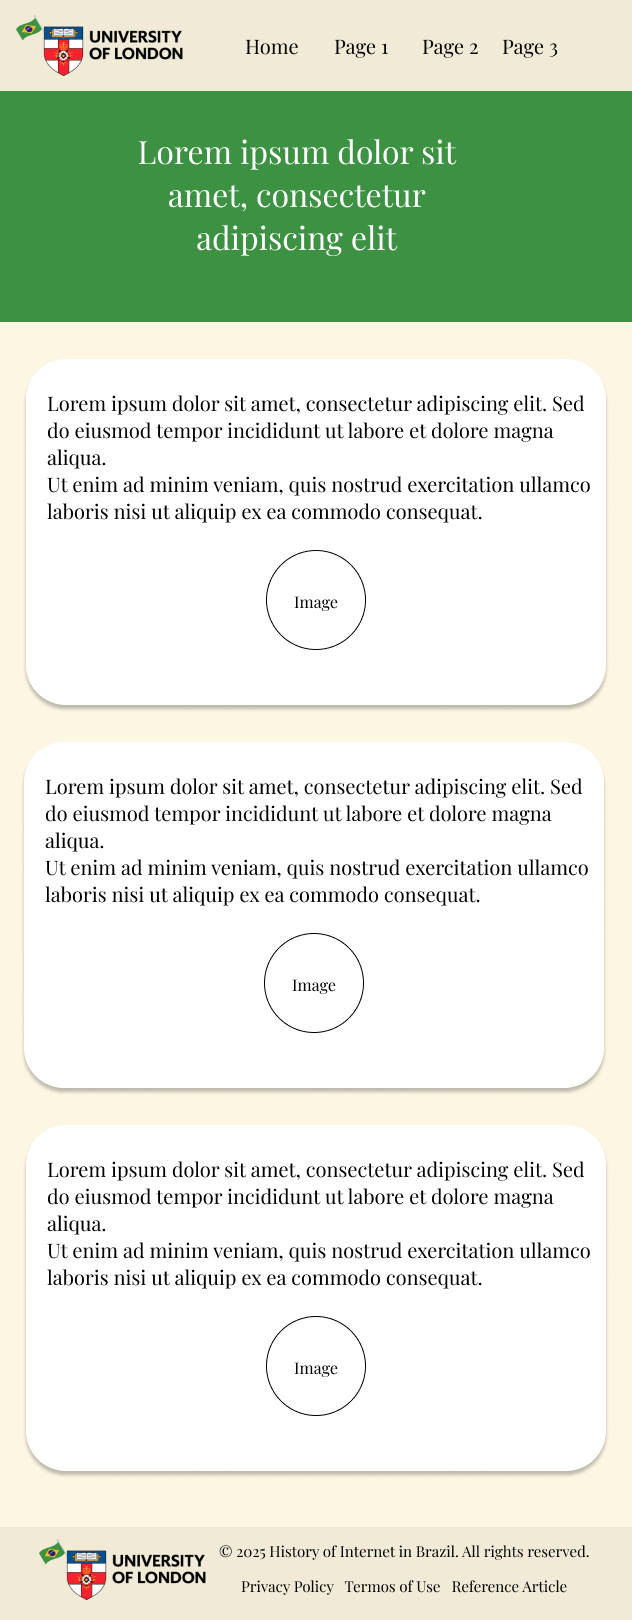 UNIVERSITY
OF LONDON
Home Page 1 Page 2 Page 3
Lorem ipsum dolor sit
amet, consectetur
adipiscing elit
Lorem ipsum dolor sit amet, consectetur adipiscing elit. Sed
do eiusmod tempor incididunt ut labore et dolore magna
aliqua.
Ut enim ad minim veniam, quis nostrud exercitation ullamco
laboris nisi ut aliquip ex ea commodo consequat.
Image
Lorem ipsum dolor sit amet, consectetur adipiscing elit. Sed
do eiusmod tempor incididunt ut labore et dolore magna
aliqua.
Ut enim ad minim veniam, quis nostrud exercitation ullamco
laboris nisi ut aliquip ex ea commodo consequat.
Image
Lorem ipsum dolor sit amet, consectetur adipiscing elit. Sed
do eiusmod tempor incididunt ut labore et dolore magna
aliqua.
Ut enim ad minim veniam, quis nostrud exercitation ullamco
laboris nisi ut aliquip ex ea commodo consequat.
Image
UNIVERSITY
OF LONDON
© 2025 History of Internet in Brazil. All rights reserved.
Privacy Policy Termos of Use Reference Article